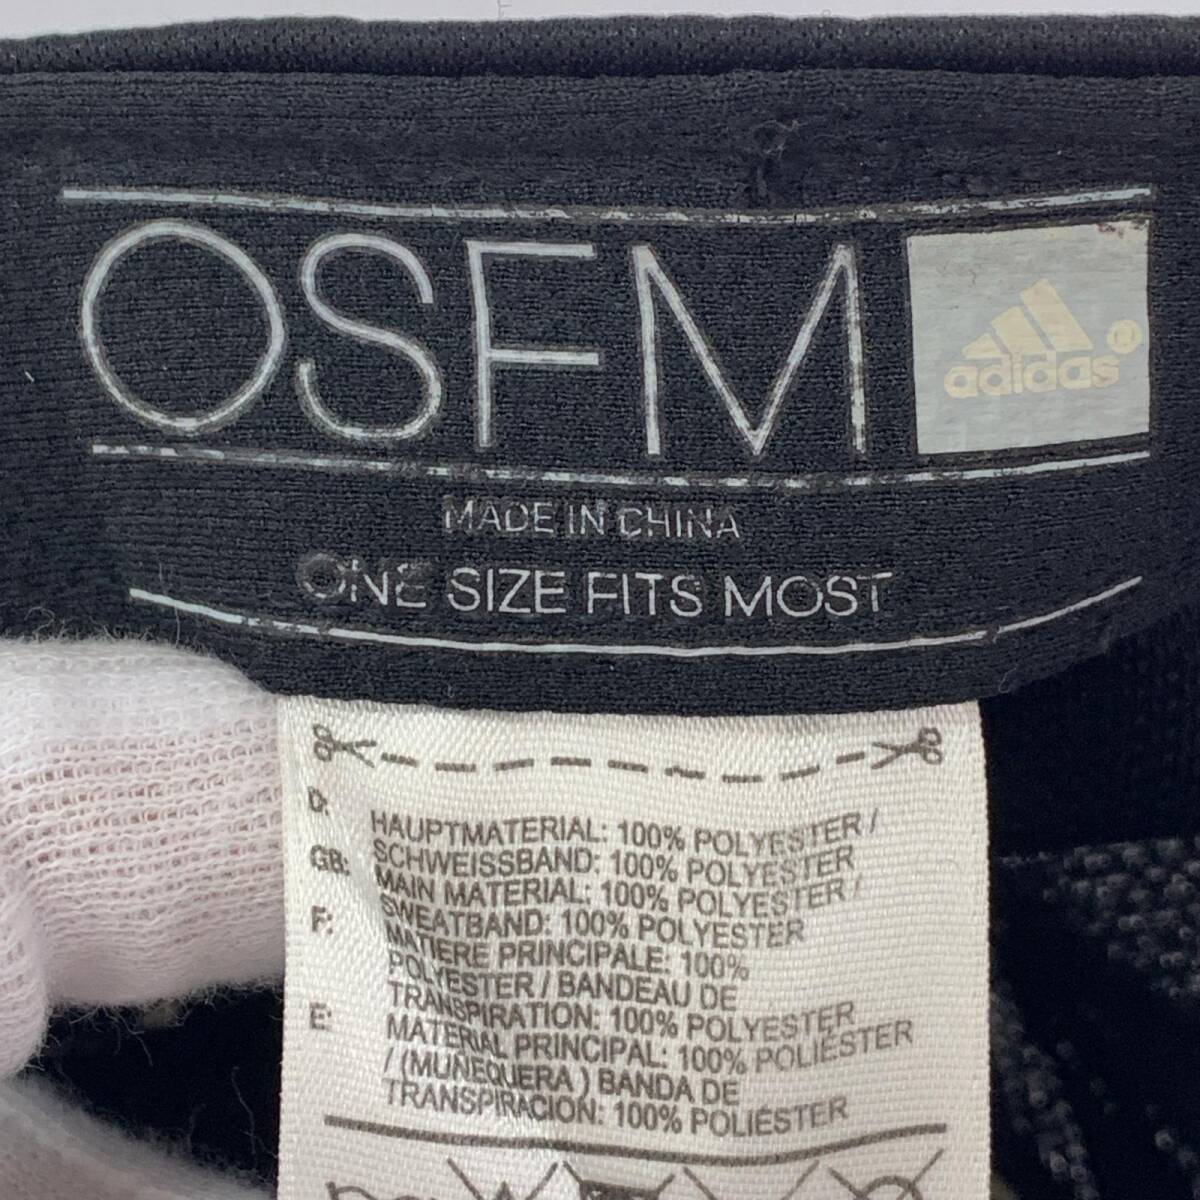 OSFM
adidas
MADE IN CHINA
ONE SIZE FITS MOST
D: HAUPTMATERIAL: 100% POLYESTER /
SCHWEISSBAND: 100% POLYESTER
GB: MAIN MATERIAL: 100% POLYESTER /
SWEATBAND: 100% POLYESTER
F: MATIERE PRINCIPALE: 100%
POLYESTER / BANDEAU DE
TRANSPIRATION: 100% POLYESTER
E: MATERIAL PRINCIPAL: 100% POLIÉSTER
/ (MUÑEQUERA ) BANDA DE
TRANSPIRACIÓN: 100% POLIÉSTER